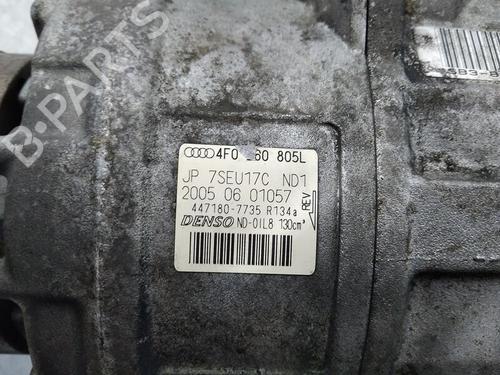 B-PARTS
4F0 260 805L
JP 7SEU17C ND1
2005 06 01057
REV
447180-7735 R134a
DENSO ND-OIL8 130cm³